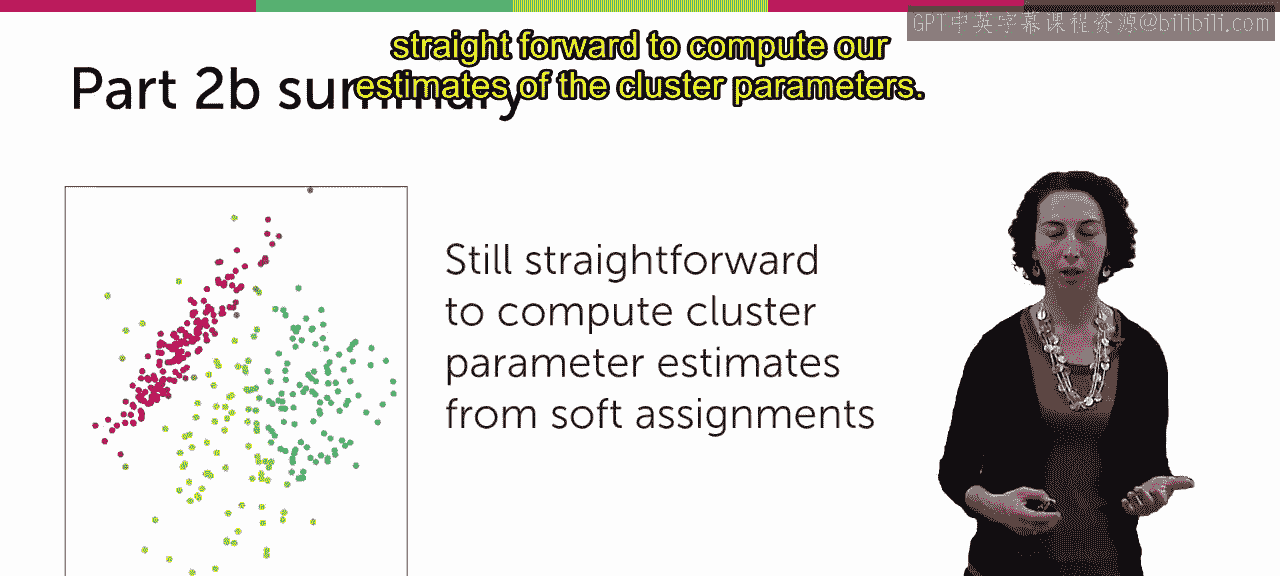 GPT中英字幕课程资源@bilibili.com
straight forward to compute our
estimates of the cluster parameters.
Part 2b summary
Still straightforward
to compute cluster
parameter estimates
from soft assignments